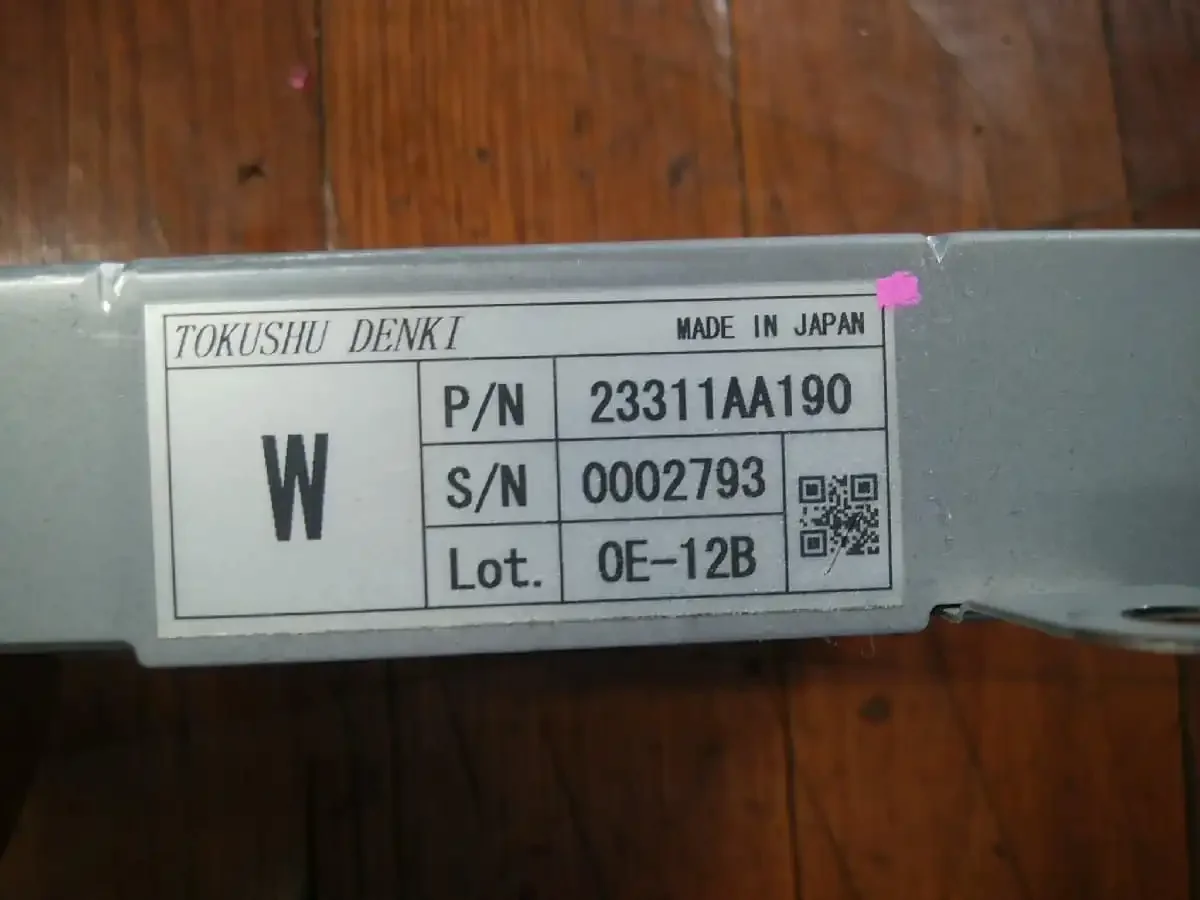 TOKUSHU DENKI MADE IN JAPAN
W
P/N 23311AA190
S/N 0002793
Lot. 0E-12B